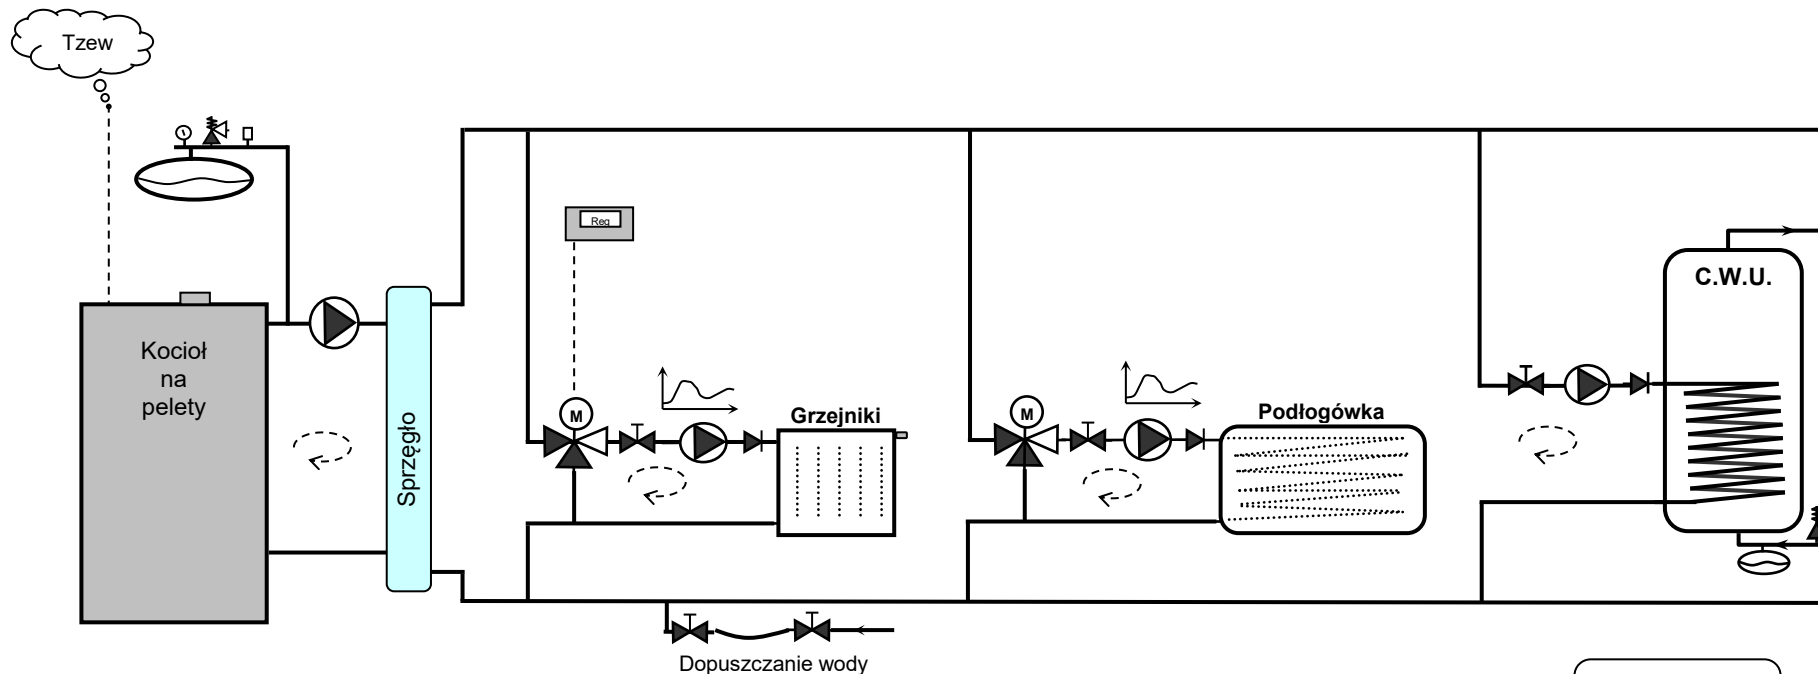 Tzew
Reg
Kocioł
na
pelety
Sprzęgło
M
Grzejniki
M
Podłogówka
C.W.U.
Dopuszczanie wody